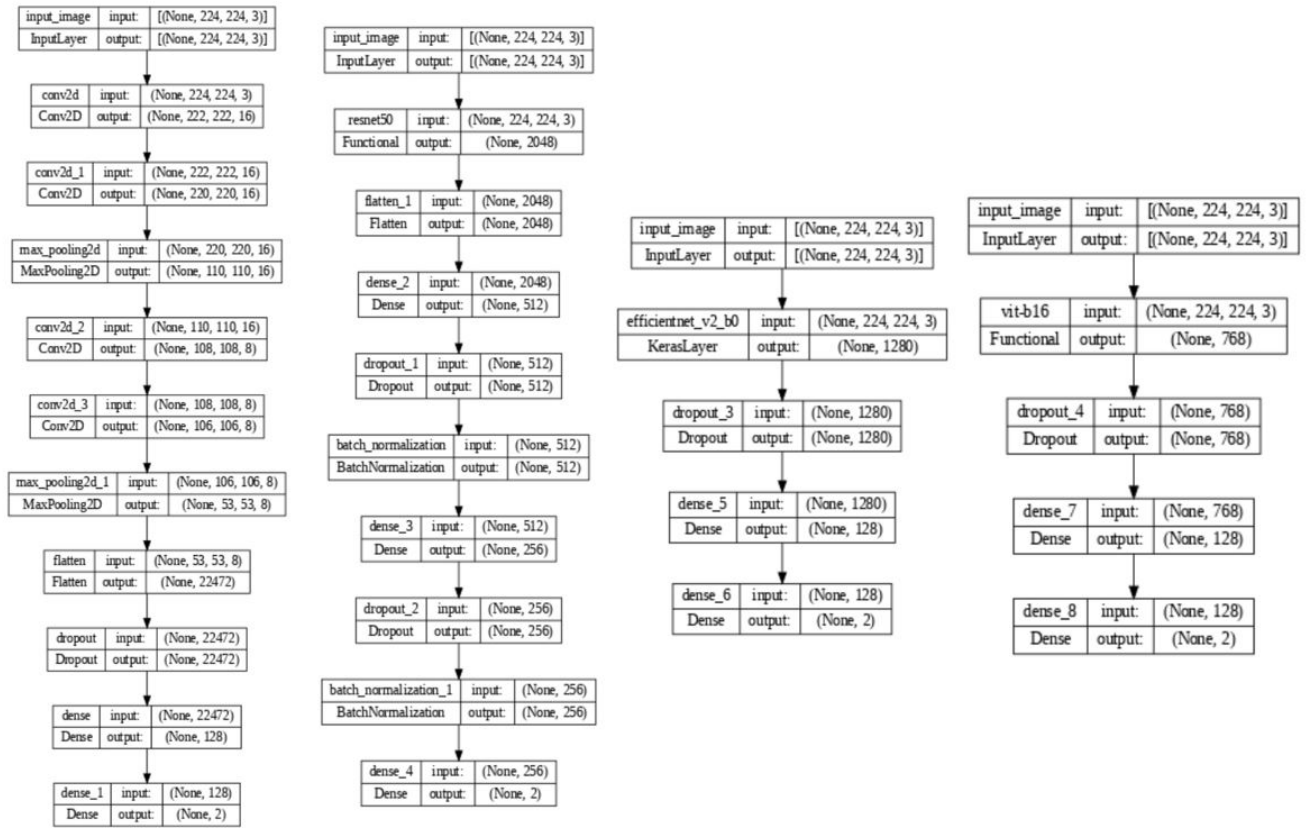 input_image input: [(None, 224, 224, 3)]
InputLayer output: [(None, 224, 224, 3)]
conv2d input: (None, 224, 224, 3)
Conv2D output: (None, 222, 222, 16)
conv2d_1 input: (None, 222, 222, 16)
Conv2D output: (None, 220, 220, 16)
max_pooling2d input: (None, 220, 220, 16)
MaxPooling2D output: (None, 110, 110, 16)
conv2d_2 input: (None, 110, 110, 16)
Conv2D output: (None, 108, 108, 8)
conv2d_3 input: (None, 108, 108, 8)
Conv2D output: (None, 106, 106, 8)
max_pooling2d_1 input: (None, 106, 106, 8)
MaxPooling2D output: (None, 53, 53, 8)
flatten input: (None, 53, 53, 8)
Flatten output: (None, 22472)
dropout input: (None, 22472)
Dropout output: (None, 22472)
dense input: (None, 22472)
Dense output: (None, 128)
dense_1 input: (None, 128)
Dense output: (None, 2)
input_image input: [(None, 224, 224, 3)]
InputLayer output: [(None, 224, 224, 3)]
resnet50 input: (None, 224, 224, 3)
Functional output: (None, 2048)
flatten_1 input: (None, 2048)
Flatten output: (None, 2048)
dense_2 input: (None, 2048)
Dense output: (None, 512)
dropout_1 input: (None, 512)
Dropout output: (None, 512)
batch_normalization input: (None, 512)
BatchNormalization output: (None, 512)
dense_3 input: (None, 512)
Dense output: (None, 256)
dropout_2 input: (None, 256)
Dropout output: (None, 256)
batch_normalization_1 input: (None, 256)
BatchNormalization output: (None, 256)
dense_4 input: (None, 256)
Dense output: (None, 2)
input_image input: [(None, 224, 224, 3)]
InputLayer output: [(None, 224, 224, 3)]
efficientnet_v2_b0 input: (None, 224, 224, 3)
KerasLayer output: (None, 1280)
dropout_3 input: (None, 1280)
Dropout output: (None, 1280)
dense_5 input: (None, 1280)
Dense output: (None, 128)
dense_6 input: (None, 128)
Dense output: (None, 2)
input_image input: [(None, 224, 224, 3)]
InputLayer output: [(None, 224, 224, 3)]
vit-b16 input: (None, 224, 224, 3)
Functional output: (None, 768)
dropout_4 input: (None, 768)
Dropout output: (None, 768)
dense_7 input: (None, 768)
Dense output: (None, 128)
dense_8 input: (None, 128)
Dense output: (None, 2)